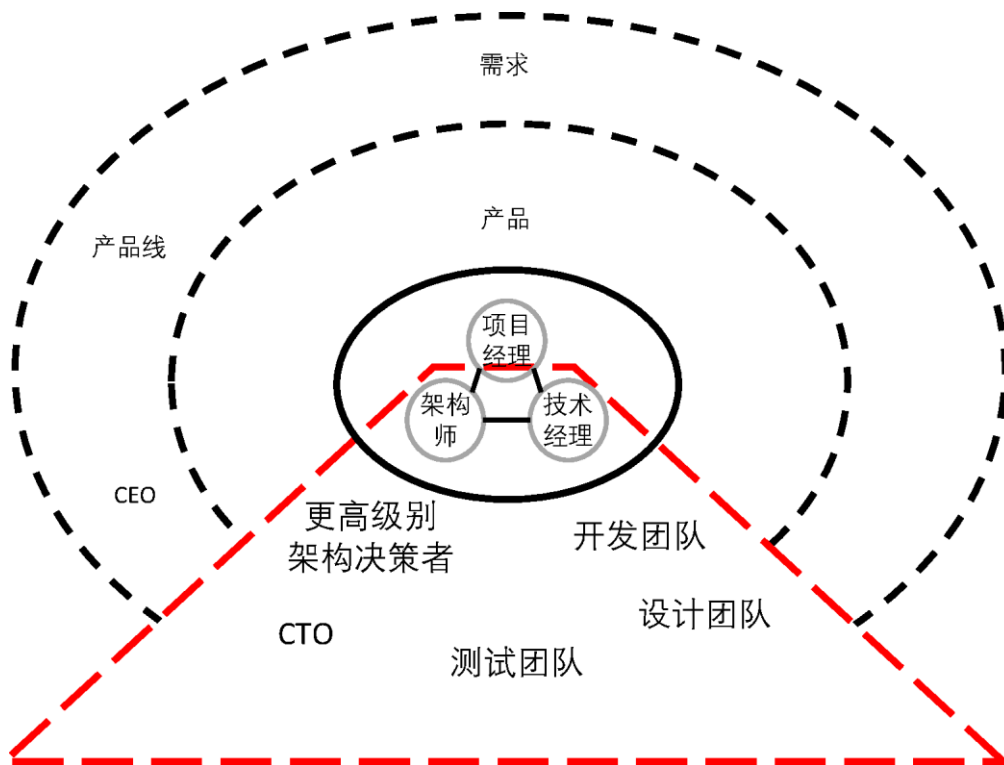 需求
产品
产品线
项目
经理
架构
师
技术
经理
CEO
更高级别
架构决策者
开发团队
设计团队
CTO
测试团队